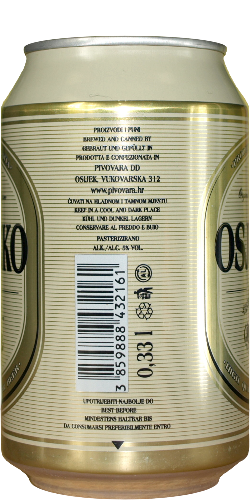 PROIZVODI I PUNI
BREWED AND CANNED BY
GEBRAUT UND GEFÜLLT IN
PRODOTTA E CONFEZIONATA IN
PIVOVARA DD
OSIJEK, VUKOVARSKA 312
www.pivovara.hr
ČUVATI NA HLADNOM I TAMNOM MJESTU
KEEP IN A COOL AND DARK PLACE
KÜHL UND DUNKEL LAGERN
CONSERVARE AL FREDDO E BUIO
PASTERIZIRANO
ALK./ALC. 5% VOL.
KO
OS
3 859888 432161
0,33 l
UPOTRIJEBITI NAJBOLJE DO
BEST BEFORE
MINDESTENS HALTBAR BIS
DA CONSUMARSI PREFERIBILMENTE ENTRO